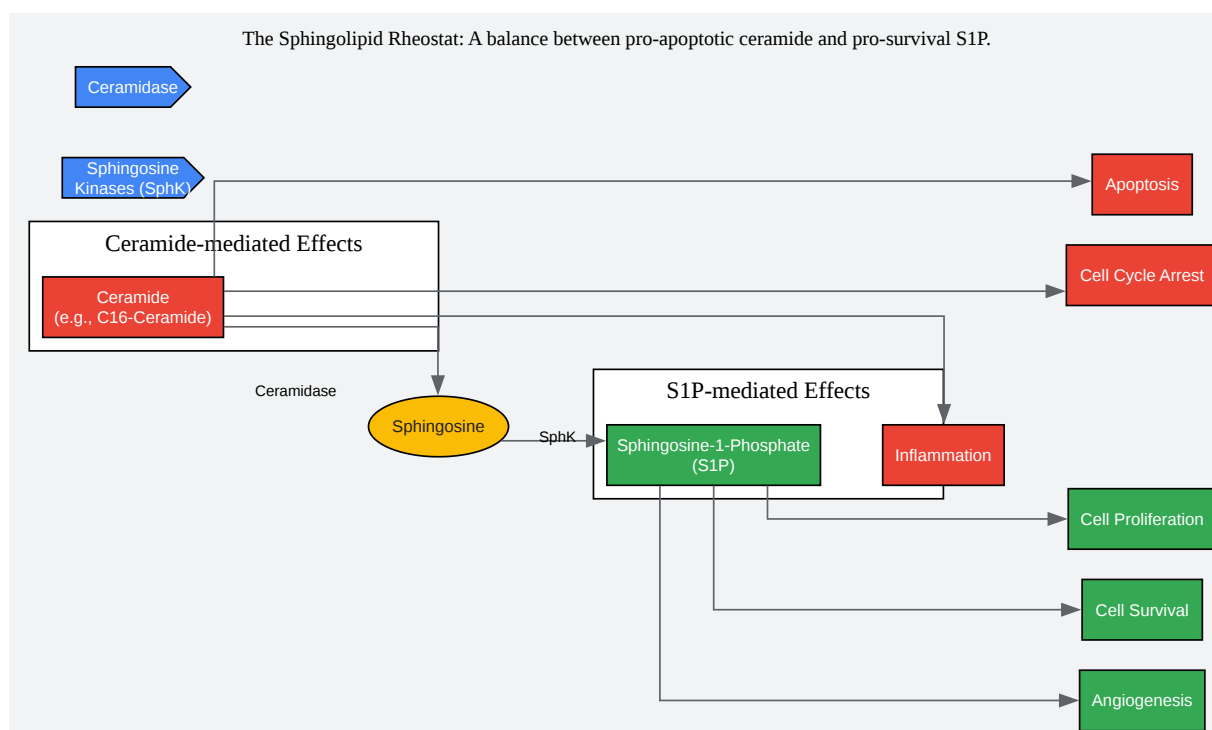 The Sphingolipid Rheostat: A balance between pro-apoptotic ceramide and pro-survival S1P.
Ceramidase
Sphingosine
Kinases (SphK)
Apoptosis
Ceramide-mediated Effects
Cell Cycle Arrest
Ceramide
(e.g., C16-Ceramide)
Ceramidase
S1P-mediated Effects
Sphingosine
SphK
Sphingosine-1-Phosphate
(S1P)
Inflammation
Cell Proliferation
Cell Survival
Angiogenesis